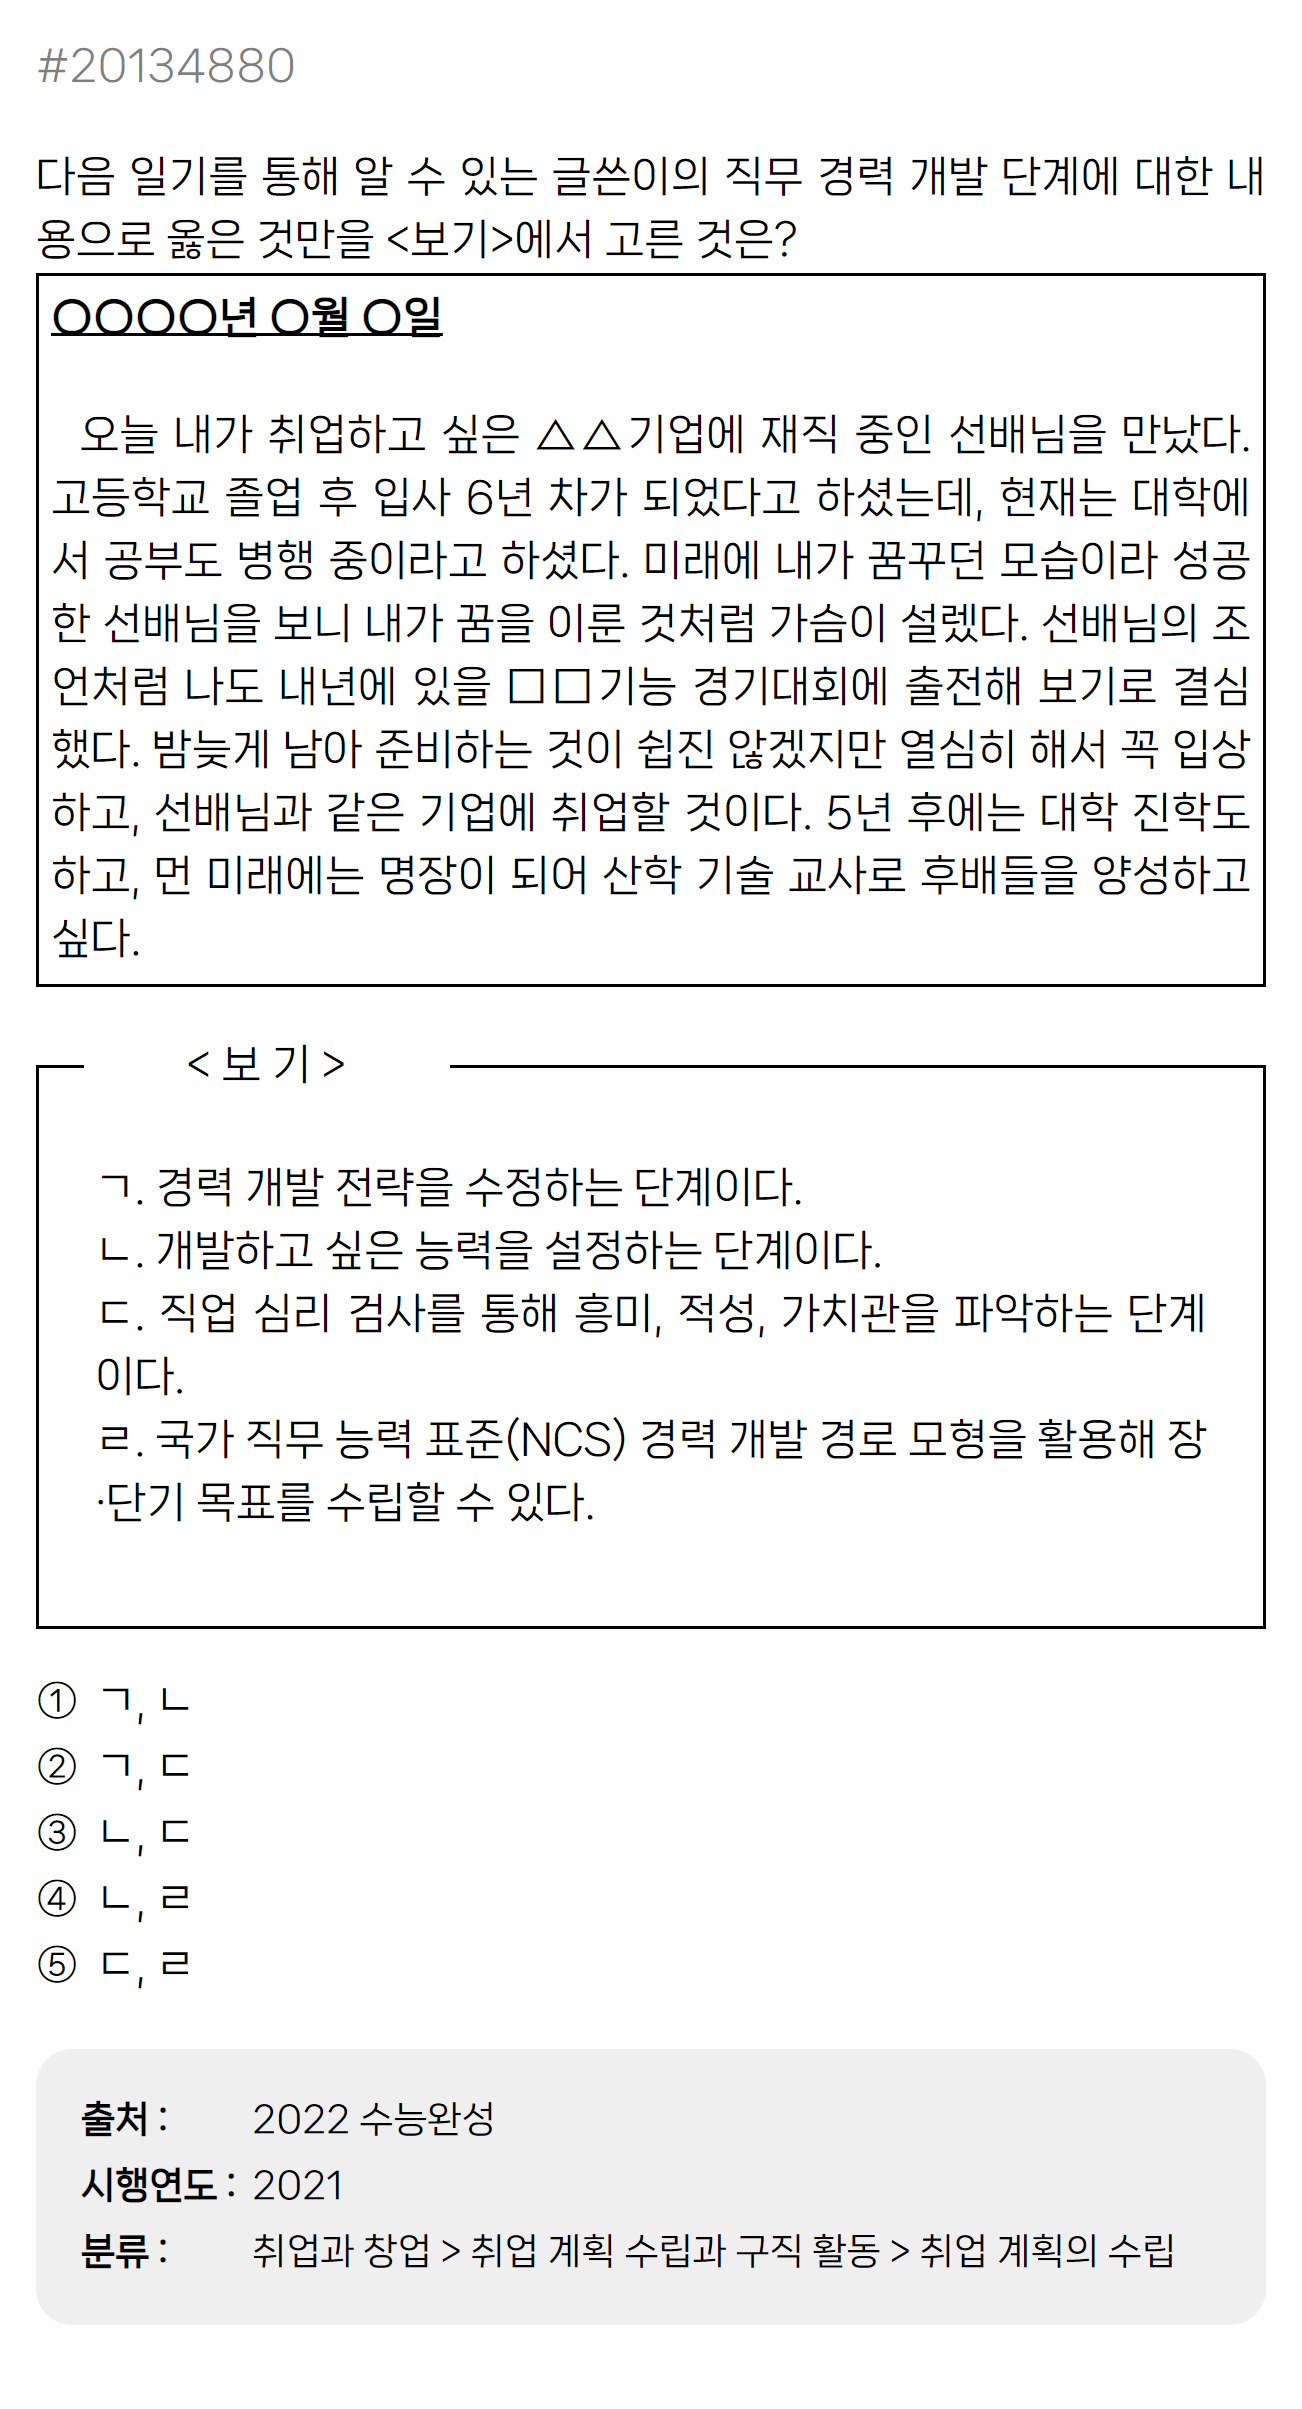 #20134880
다음 일기를 통해 알 수 있는 글쓴이의 직무 경력 개발 단계에 대한 내
용으로 옳은 것만을 <보기>에서 고른 것은?
○○○○년 ○월 ○일
오늘 내가 취업하고 싶은 △△기업에 재직 중인 선배님을 만났다.
고등학교 졸업 후 입사 6년 차가 되었다고 하셨는데, 현재는 대학에
서 공부도 병행 중이라고 하셨다. 미래에 내가 꿈꾸던 모습이라 성공
한 선배님을 보니 내가 꿈을 이룬 것처럼 가슴이 설렜다. 선배님의 조
언처럼 나도 내년에 있을 □□기능 경기대회에 출전해 보기로 결심
했다. 밤늦게 남아 준비하는 것이 쉽진 않겠지만 열심히 해서 꼭 입상
하고, 선배님과 같은 기업에 취업할 것이다. 5년 후에는 대학 진학도
하고, 먼 미래에는 명장이 되어 산학 기술 교사로 후배들을 양성하고
싶다.
< 보 기 >
ㄱ. 경력 개발 전략을 수정하는 단계이다.
ㄴ. 개발하고 싶은 능력을 설정하는 단계이다.
ㄷ. 직업 심리 검사를 통해 흥미, 적성, 가치관을 파악하는 단계
이다.
ㄹ. 국가 직무 능력 표준(NCS) 경력 개발 경로 모형을 활용해 장
·단기 목표를 수립할 수 있다.
① ㄱ, ㄴ
② ㄱ, ㄷ
③ ㄴ, ㄷ
④ ㄴ, ㄹ
⑤ ㄷ, ㄹ
출처 : 2022 수능완성
시행연도 : 2021
분류 : 취업과 창업 > 취업 계획 수립과 구직 활동 > 취업 계획의 수립